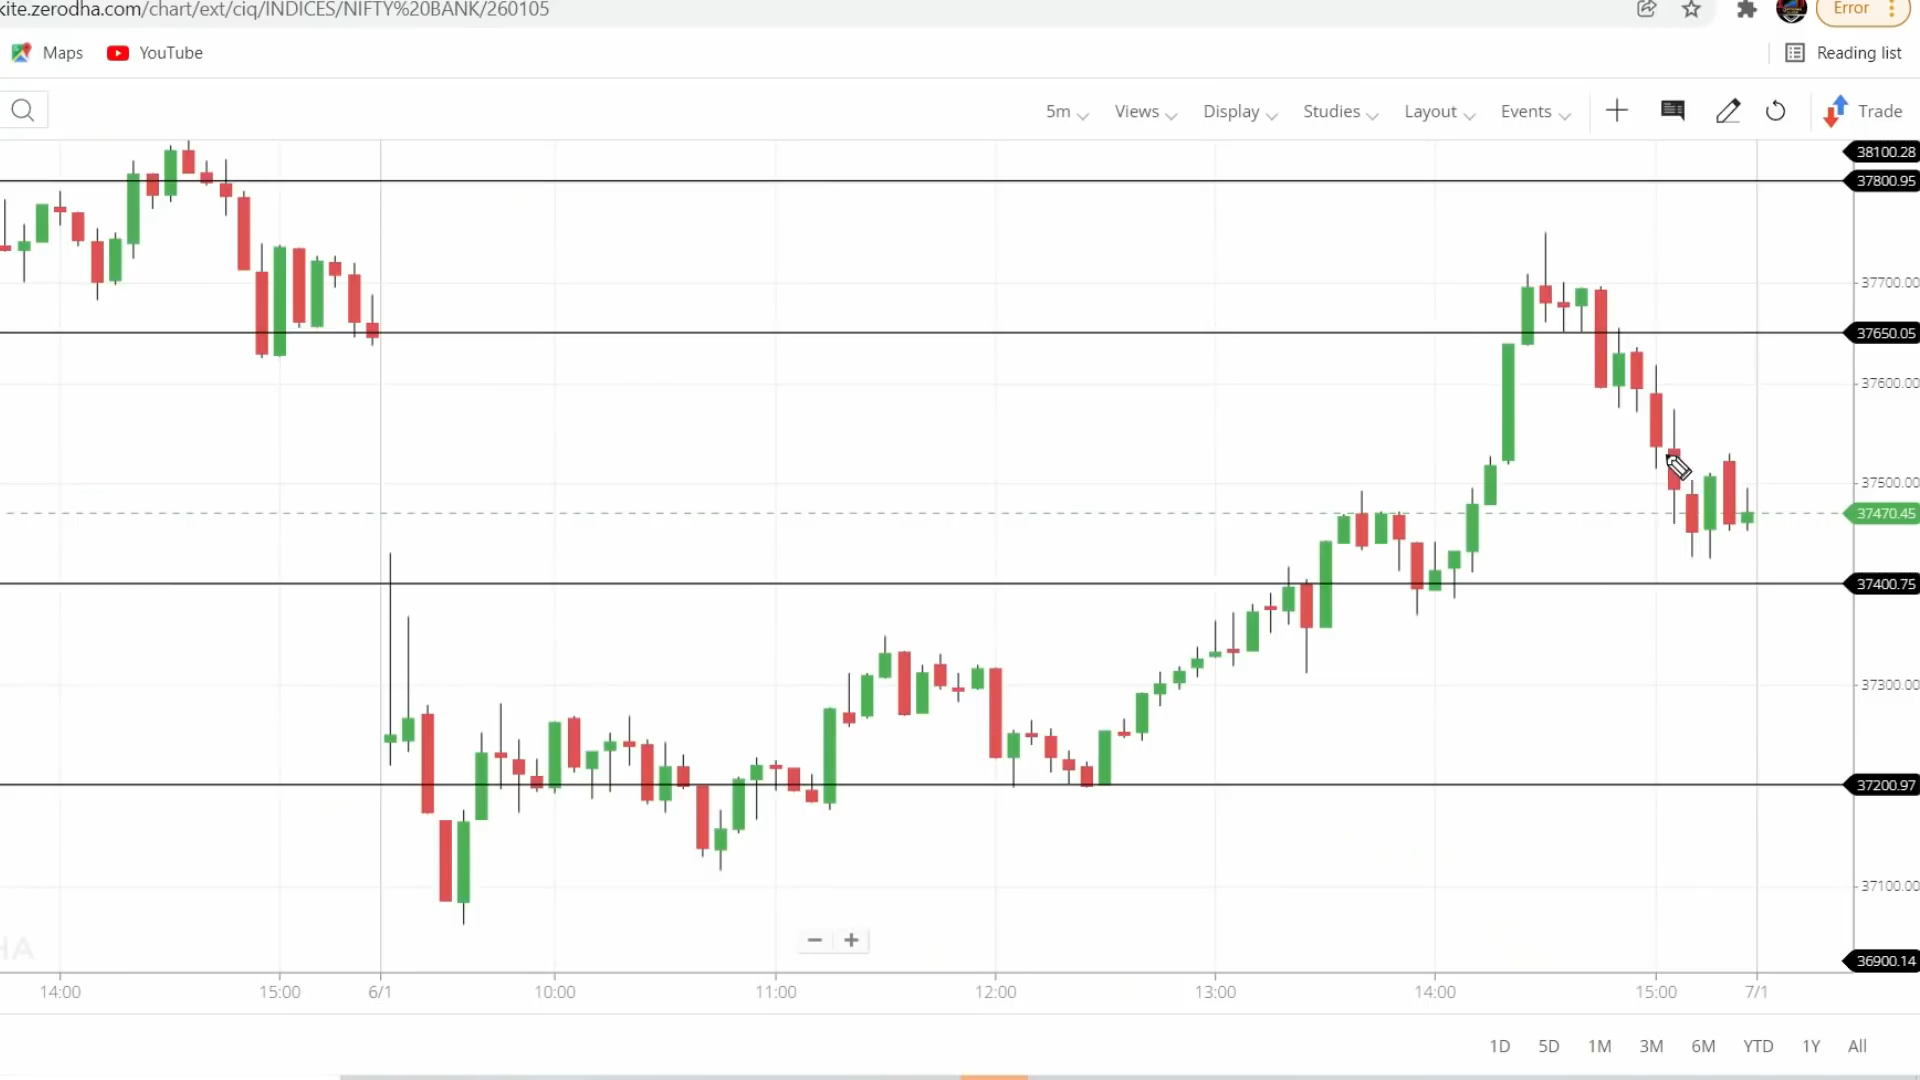 kite.zerodha.com/chart/ext/ciq/INDICES/NIFTY%20BANK/260105
Error
Maps YouTube
Reading list
5m Views Display Studies Layout Events Trade
38100.28
37800.95
37700.00
37650.05
37600.00
37500.00
37470.45
37400.75
37300.00
37200.97
37100.00
HA
36900.14
14:00 15:00 6/1 10:00 11:00 12:00 13:00 14:00 15:00 7/1
1D 5D 1M 3M 6M YTD 1Y All